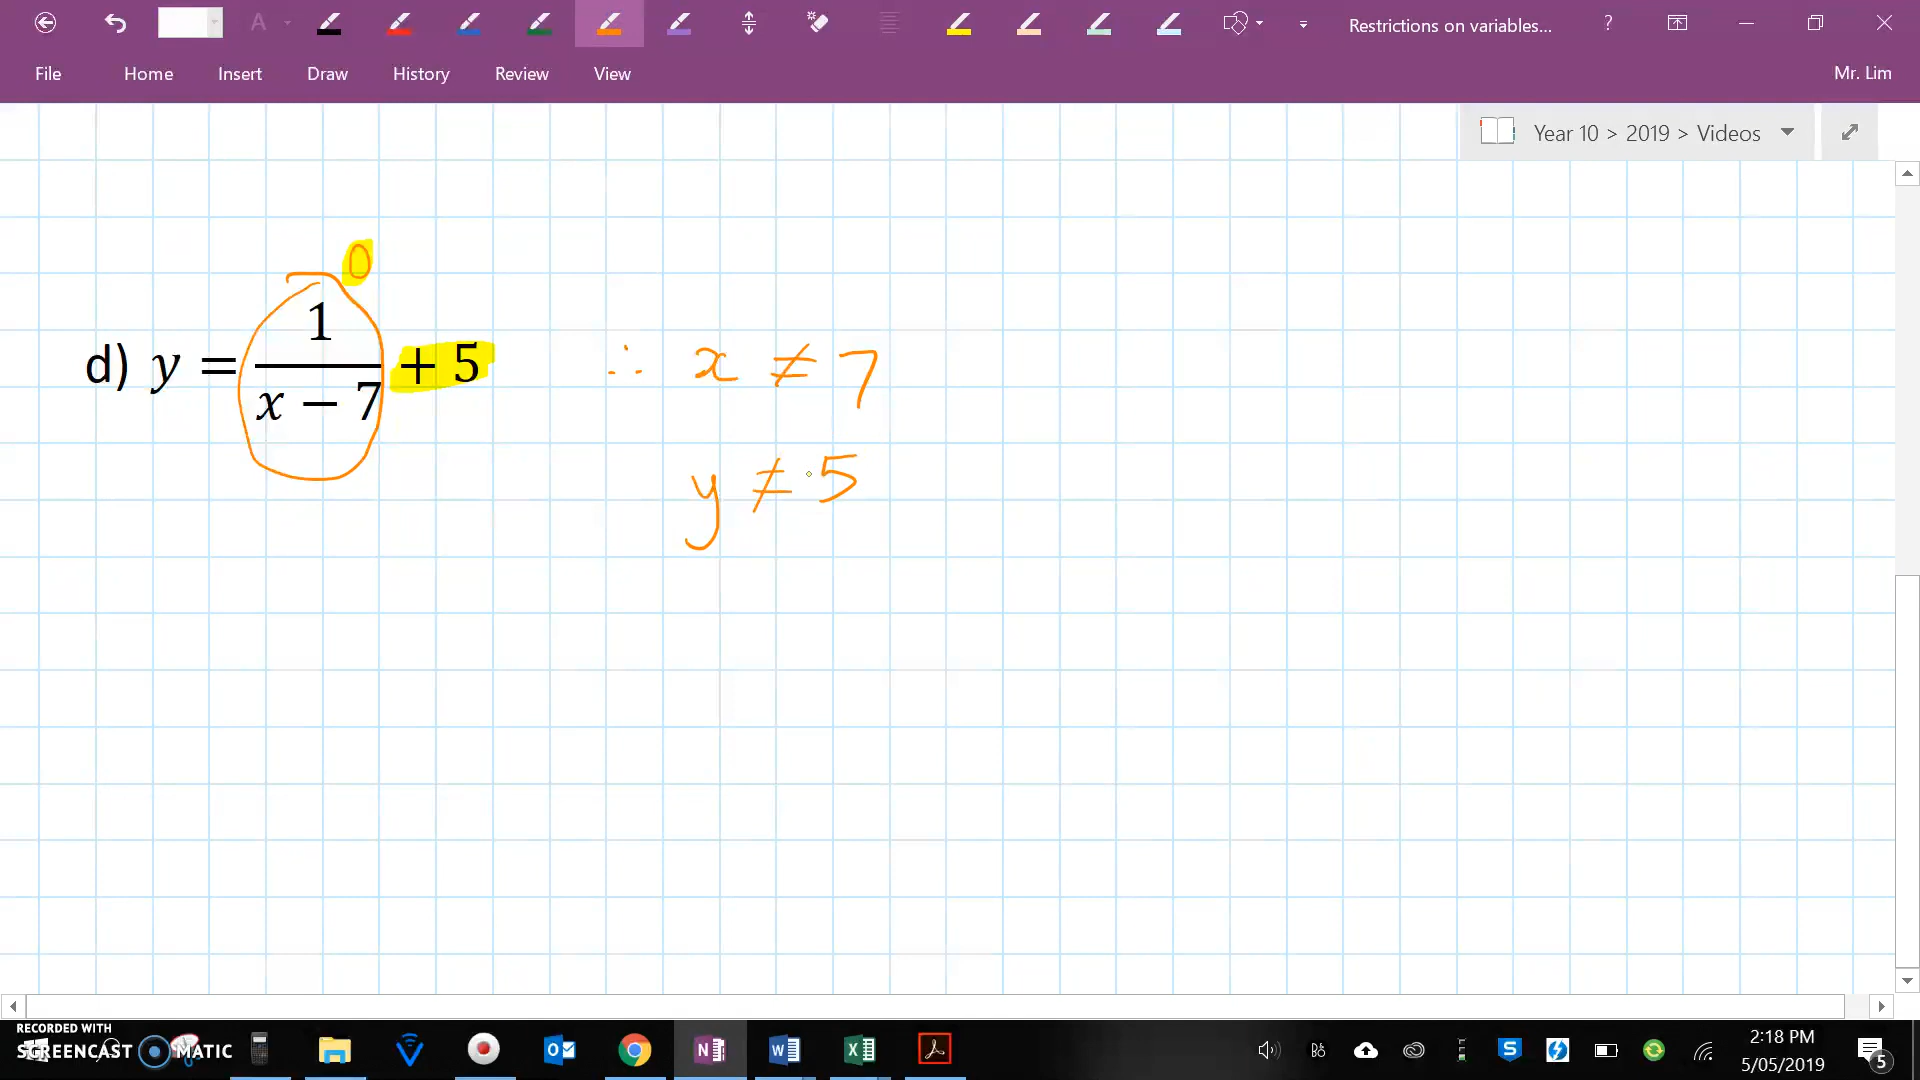 Restrictions on variables...
?
File
Home
Insert
Draw
History
Review
View
Mr. Lim
Year 10 > 2019 > Videos
0
d) y = 1/(x − 7) + 5
∴ x ≠ 7
y ≠ 5
RECORDED WITH
SCREENCAST MATIC
2:18 PM
5/05/2019
5